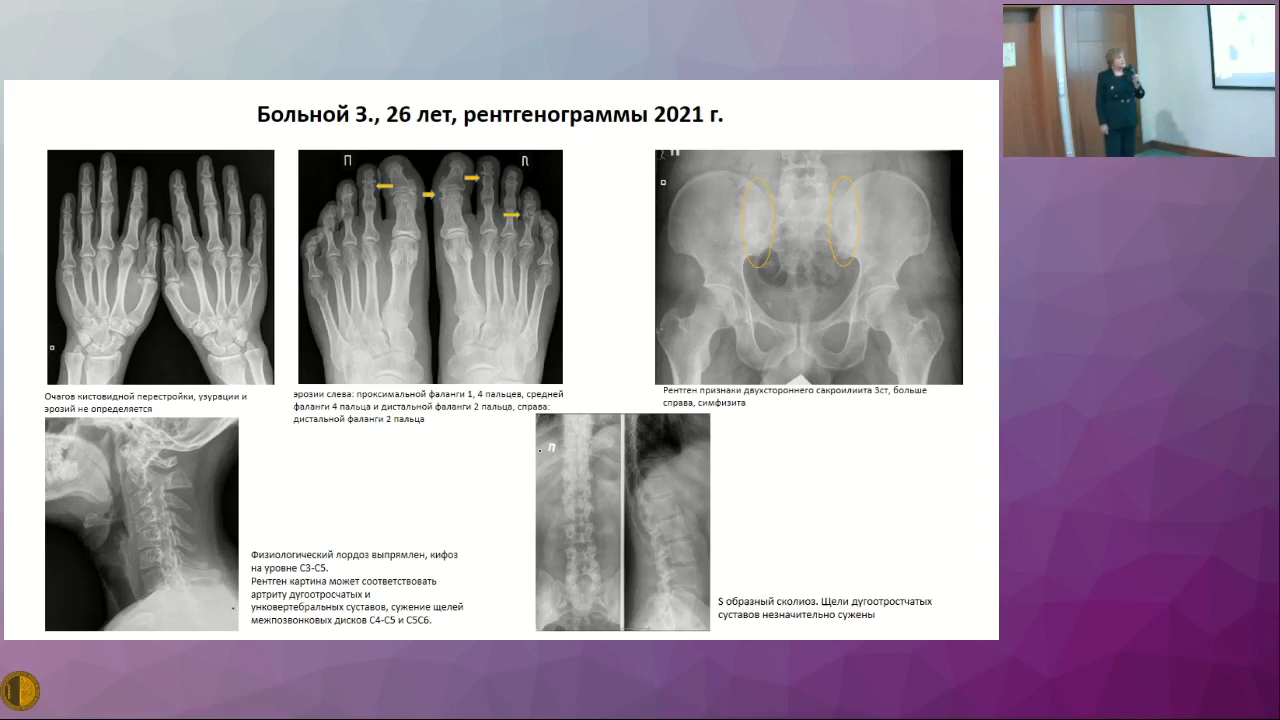 Больной З., 26 лет, рентгенограммы 2021 г.
П
Л
П
Очагов кистовидной перестройки, узурации и
эрозий не определяется
эрозии слева: проксимальной фаланги 1, 4 пальцев, средней
фаланги 4 пальца и дистальной фаланги 2 пальца, справа:
дистальной фаланги 2 пальца
Рентген признаки двухстороннего сакроилиита 3ст, больше
справа, симфизита
П
Физиологический лордоз выпрямлен, кифоз
на уровне С3-С5.
Рентген картина может соответствовать
артриту дугоотросчатых и
унковертебральных суставов, сужение щелей
межпозвонковых дисков С4-С5 и С5С6.
S образный сколиоз. Щели дугоотростчатых
суставов незначительно сужены